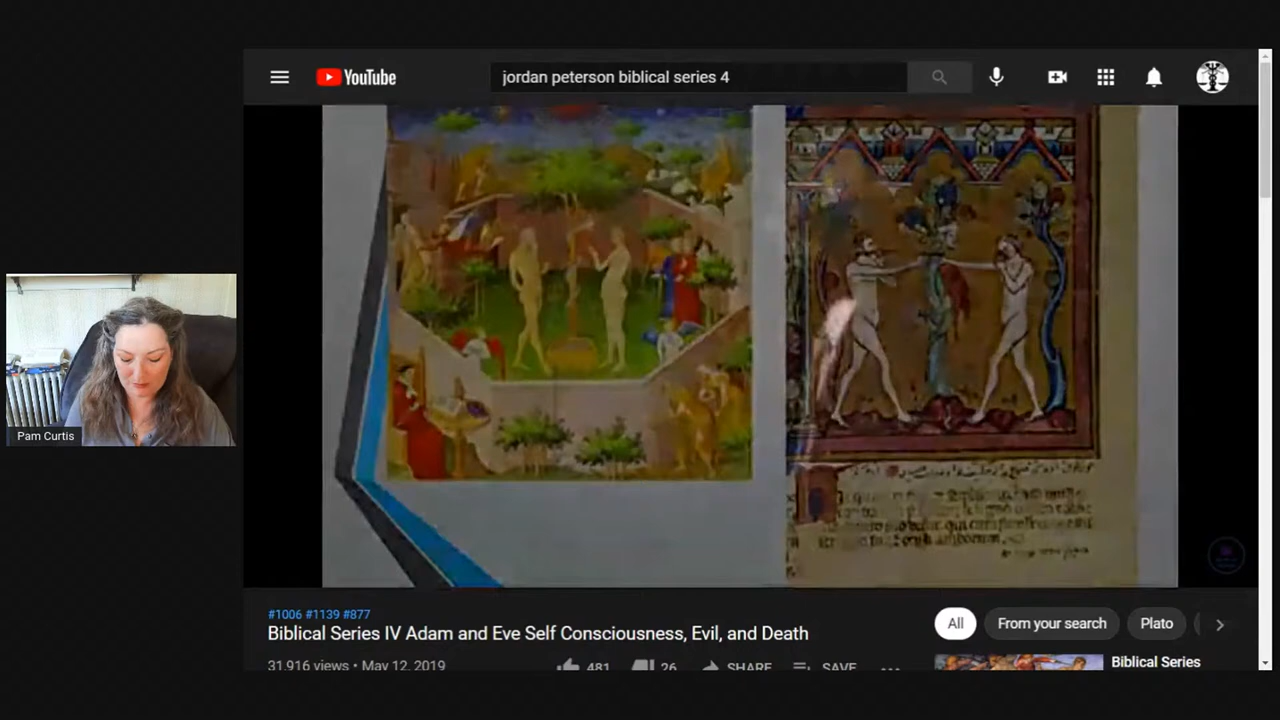 YouTube
jordan peterson biblical series 4
Pam Curtis
#1006 #1139 #877
Biblical Series IV Adam and Eve Self Consciousness, Evil, and Death
All
From your search
Plato
31,916 views • May 12, 2019
481
26
SHARE
SAVE
Biblical Series